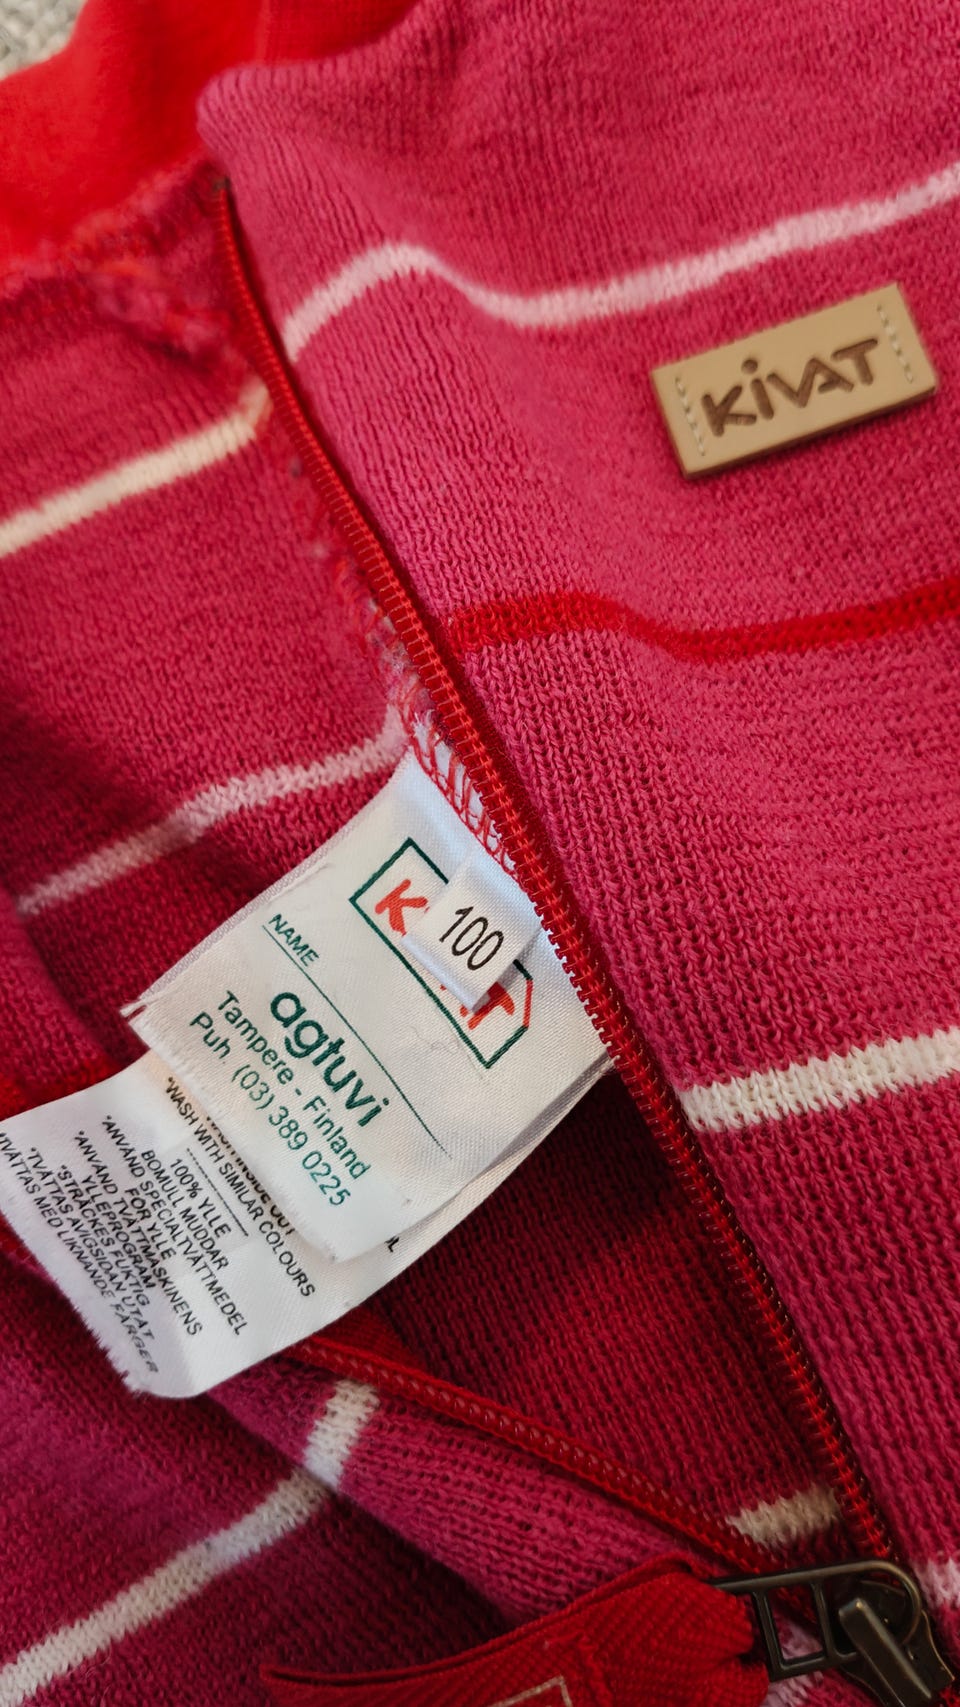 KiVAT
100
NAME
agtuvi
Tampere - Finland
Puh. (03) 389 0225
*WASH WITH SIMILAR COLOURS
100% YLLE
BOMULL MUDDAR
*ANVÄND SPECIALTVÄTTMEDEL
FÖR YLLE
*ANVÄND TVÄTTMASKINENS
YLLEPROGRAM
*STRÄCKES FUKTIG
*TVÄTTAS AVIGSIDAN UTÅT
*TVÄTTAS MED LIKNANDE FÄRGER